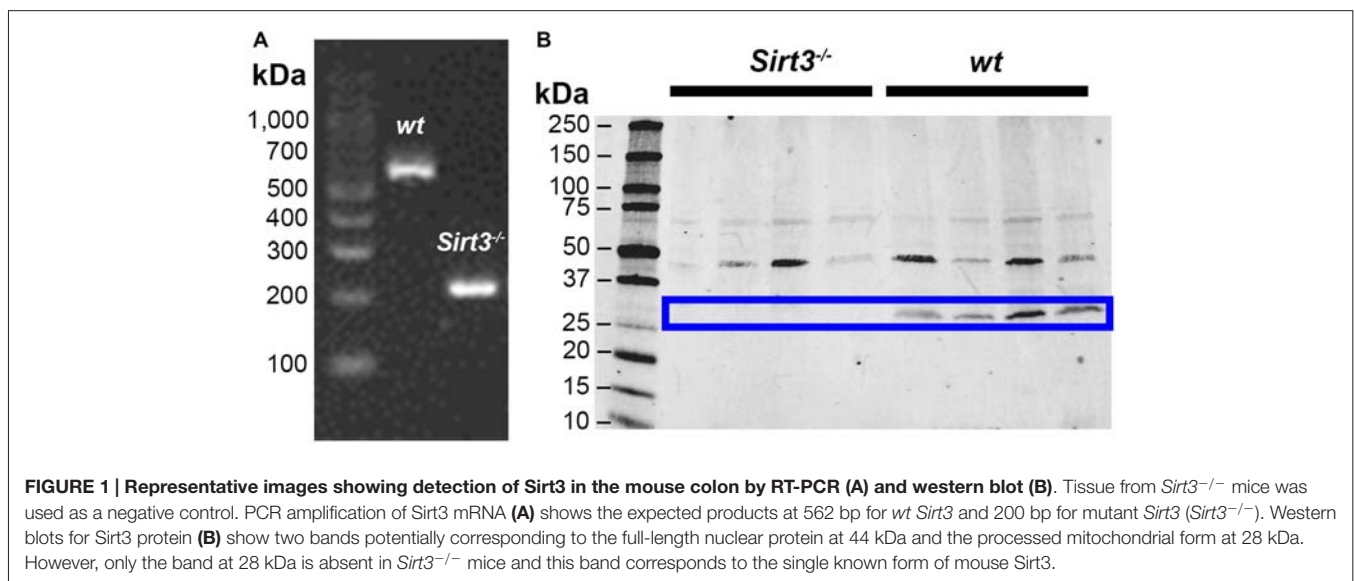 A
kDa
1,000
700
500
400
300
200
100
wt
Sirt3-/-
B
Sirt3-/-
wt
kDa
250
150
100
75
50
37
25
20
15
10
FIGURE 1 | Representative images showing detection of Sirt3 in the mouse colon by RT-PCR (A) and western blot (B). Tissue from Sirt3−/− mice was
used as a negative control. PCR amplification of Sirt3 mRNA (A) shows the expected products at 562 bp for wt Sirt3 and 200 bp for mutant Sirt3 (Sirt3−/−). Western
blots for Sirt3 protein (B) show two bands potentially corresponding to the full-length nuclear protein at 44 kDa and the processed mitochondrial form at 28 kDa.
However, only the band at 28 kDa is absent in Sirt3−/− mice and this band corresponds to the single known form of mouse Sirt3.